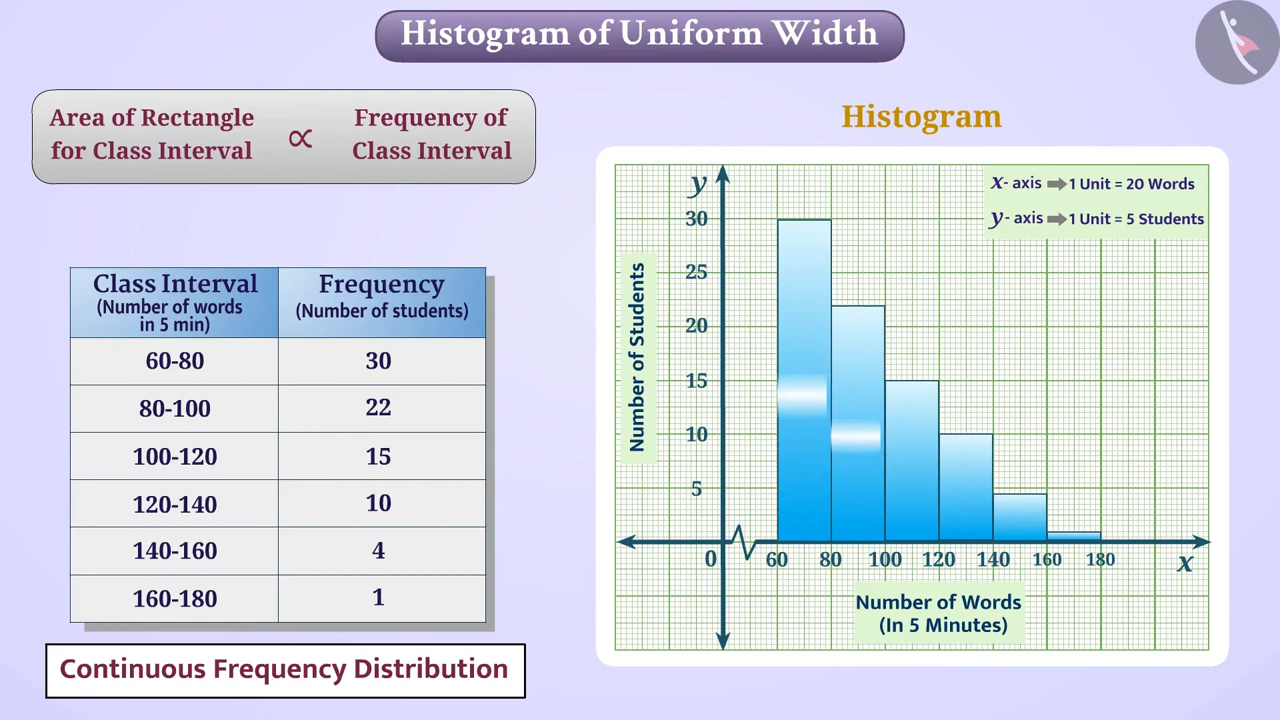 Histogram of Uniform Width
Area of Rectangle
for Class Interval
∝
Frequency of
Class Interval
Class Interval
(Number of words
in 5 min)
Frequency
(Number of students)
60-80 30
80-100 22
100-120 15
120-140 10
140-160 4
160-180 1
Continuous Frequency Distribution
Histogram
x- axis ➡ 1 Unit = 20 Words
y- axis ➡ 1 Unit = 5 Students
y
30
25
20
15
10
5
Number of Students
0 60 80 100 120 140 160 180 x
Number of Words
(In 5 Minutes)